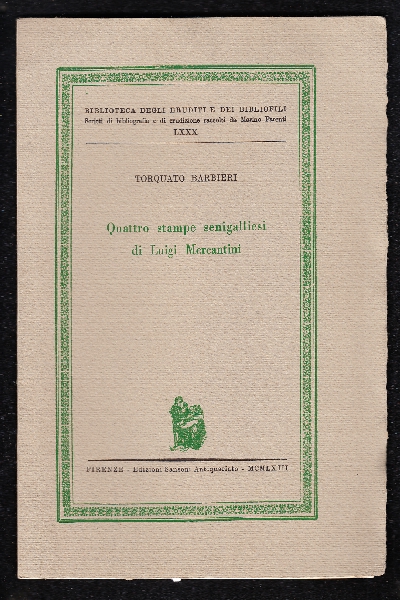 BIBLIOTECA DEGLI ERUDITI E DEI BIBLIOFILI
Scritti di bibliografia e di erudizione raccolti da Marino Parenti
LXXX
TORQUATO BARBIERI
Quattro stampe senigalliesi
di Luigi Mercantini
FIRENZE - Edizioni Sansoni Antiquariato - MCMLXIII